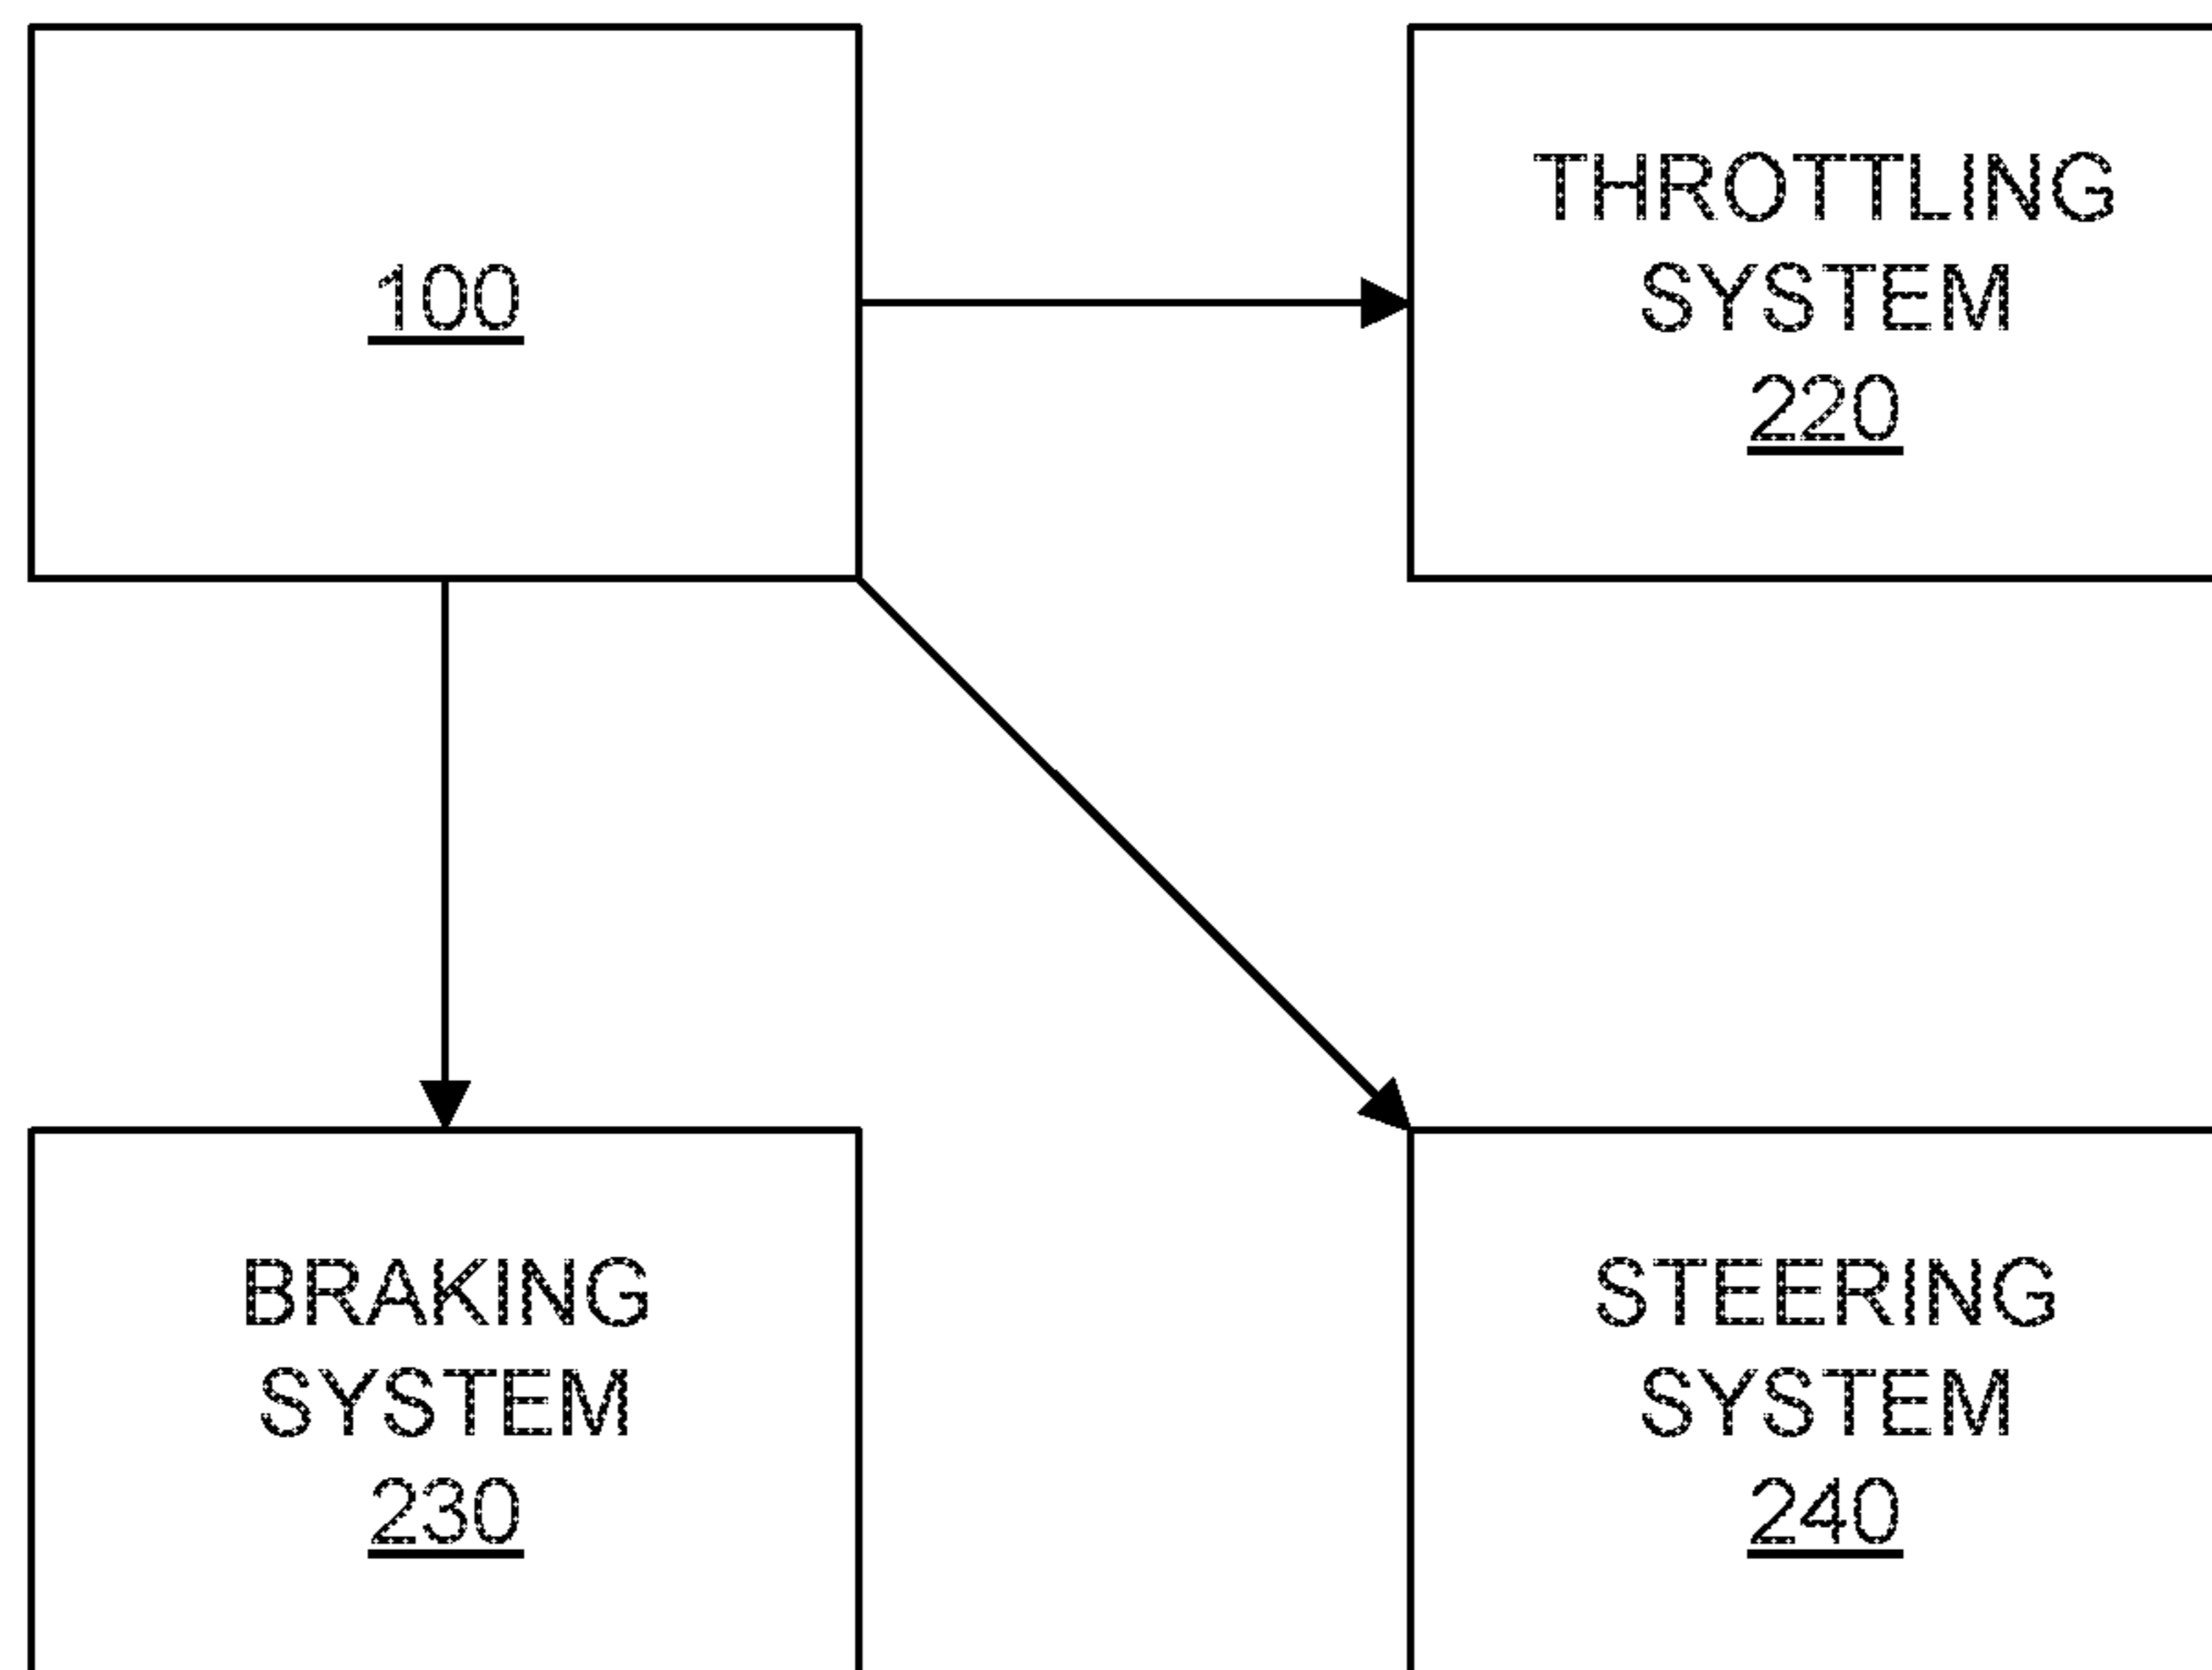 100
THROTTLING
SYSTEM
220
BRAKING
SYSTEM
230
STEERING
SYSTEM
240